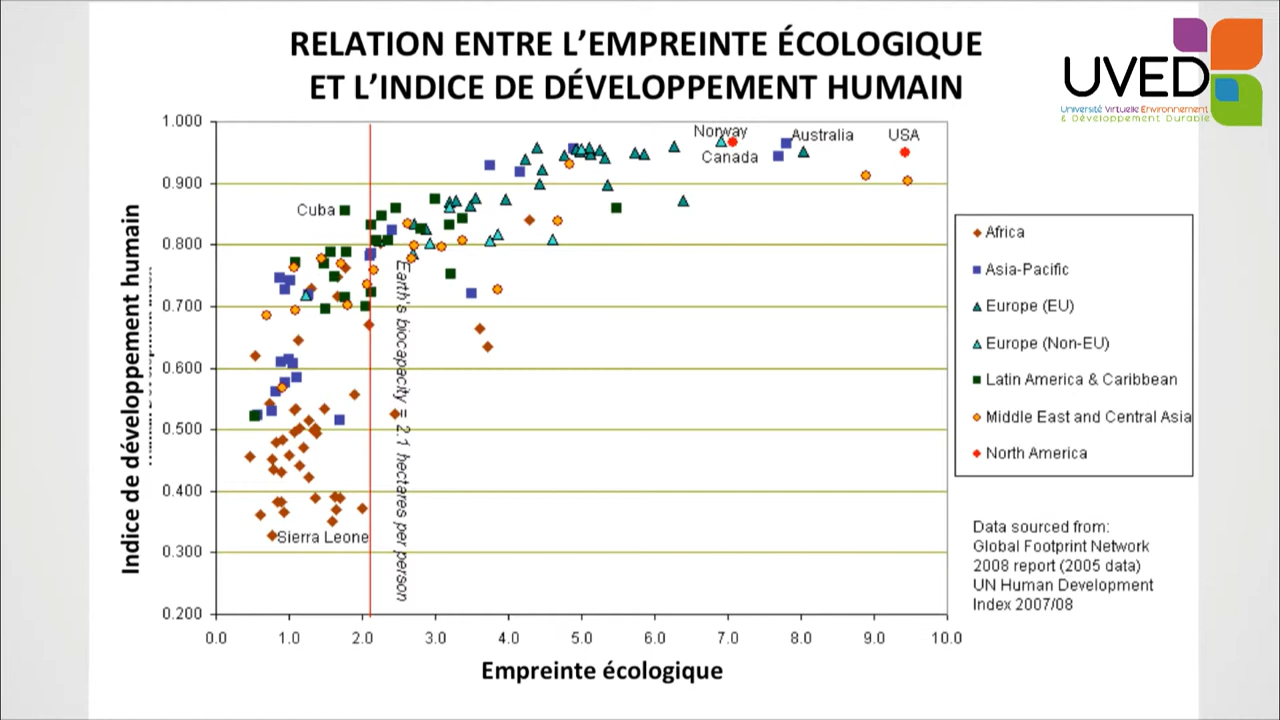 RELATION ENTRE L’EMPREINTE ÉCOLOGIQUE
ET L’INDICE DE DÉVELOPPEMENT HUMAIN
UVED
Université Virtuelle Environnement
& Développement Durable
1.000
0.900
0.800
0.700
0.600
0.500
0.400
0.300
0.200
0.0 1.0 2.0 3.0 4.0 5.0 6.0 7.0 8.0 9.0 10.0
Indice de développement humain
Empreinte écologique
Norway
Canada
Australia
USA
Cuba
Sierra Leone
Earth's biocapacity = 2.1 hectares per person
Africa
Asia-Pacific
Europe (EU)
Europe (Non-EU)
Latin America & Caribbean
Middle East and Central Asia
North America
Data sourced from:
Global Footprint Network
2008 report (2005 data)
UN Human Development
Index 2007/08